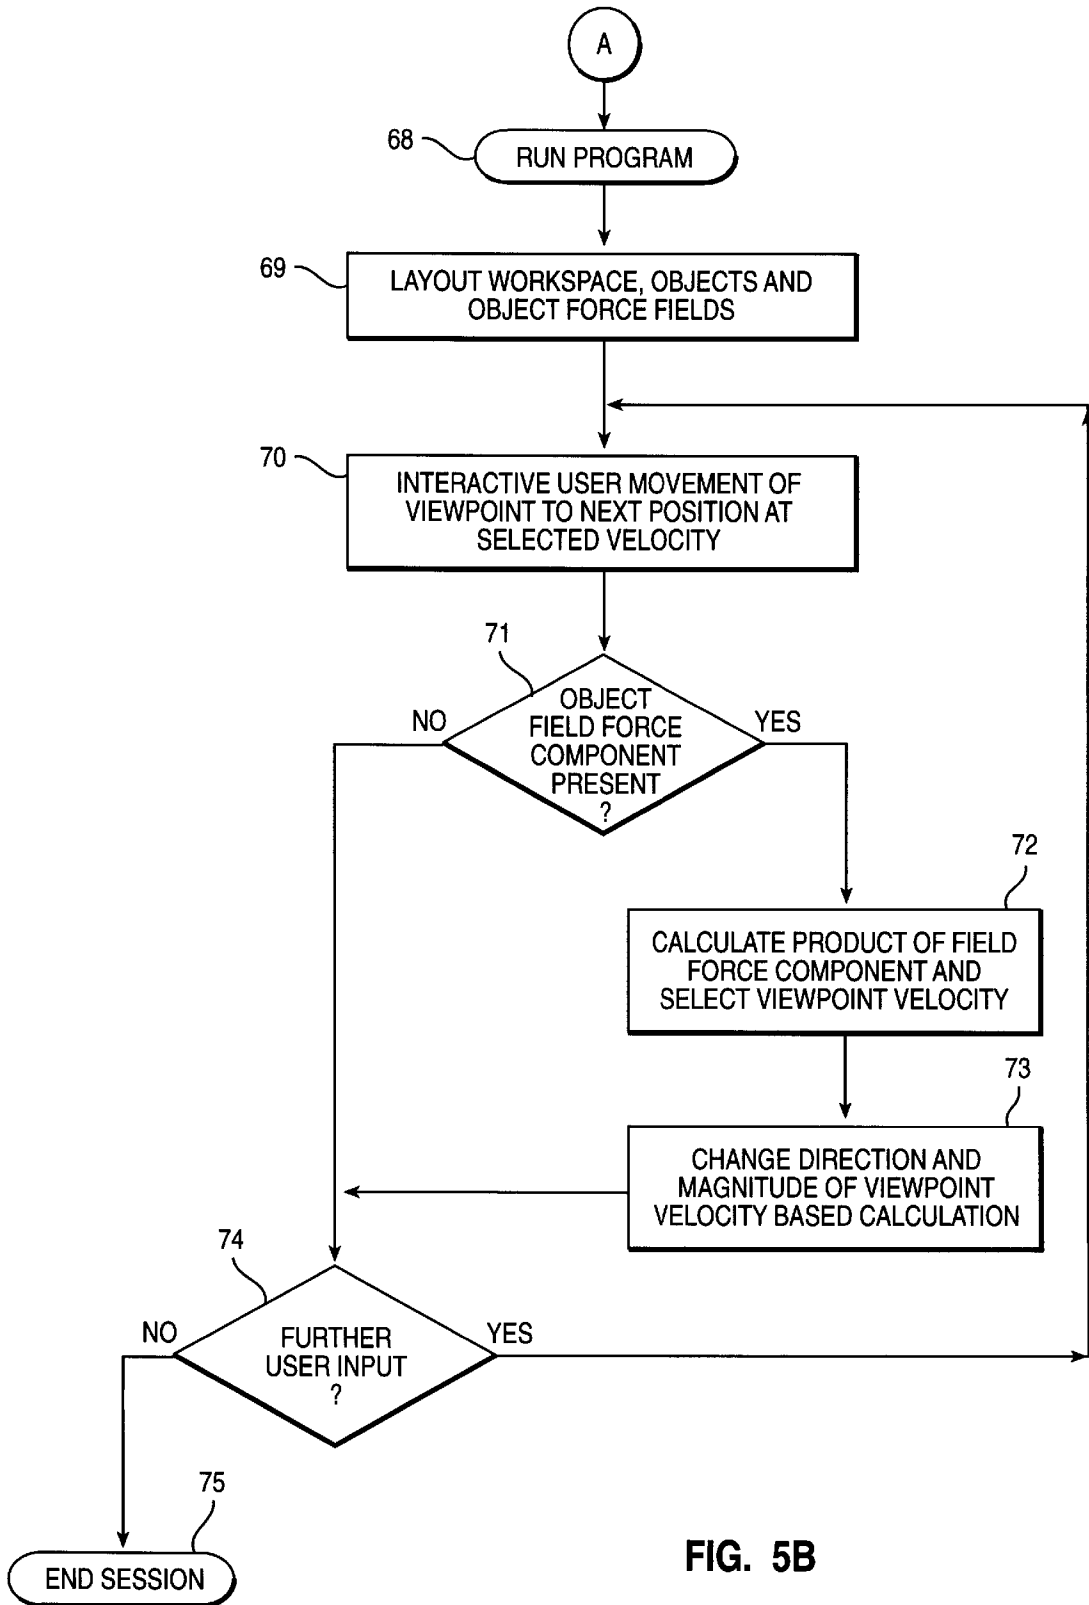 A
68
RUN PROGRAM
69
LAYOUT WORKSPACE, OBJECTS AND
OBJECT FORCE FIELDS
70
INTERACTIVE USER MOVEMENT OF
VIEWPOINT TO NEXT POSITION AT
SELECTED VELOCITY
71
OBJECT
FIELD FORCE
COMPONENT
PRESENT
?
NO
YES
72
CALCULATE PRODUCT OF FIELD
FORCE COMPONENT AND
SELECT VIEWPOINT VELOCITY
73
CHANGE DIRECTION AND
MAGNITUDE OF VIEWPOINT
VELOCITY BASED CALCULATION
74
NO
YES
FURTHER
USER INPUT
?
75
END SESSION
FIG. 5B